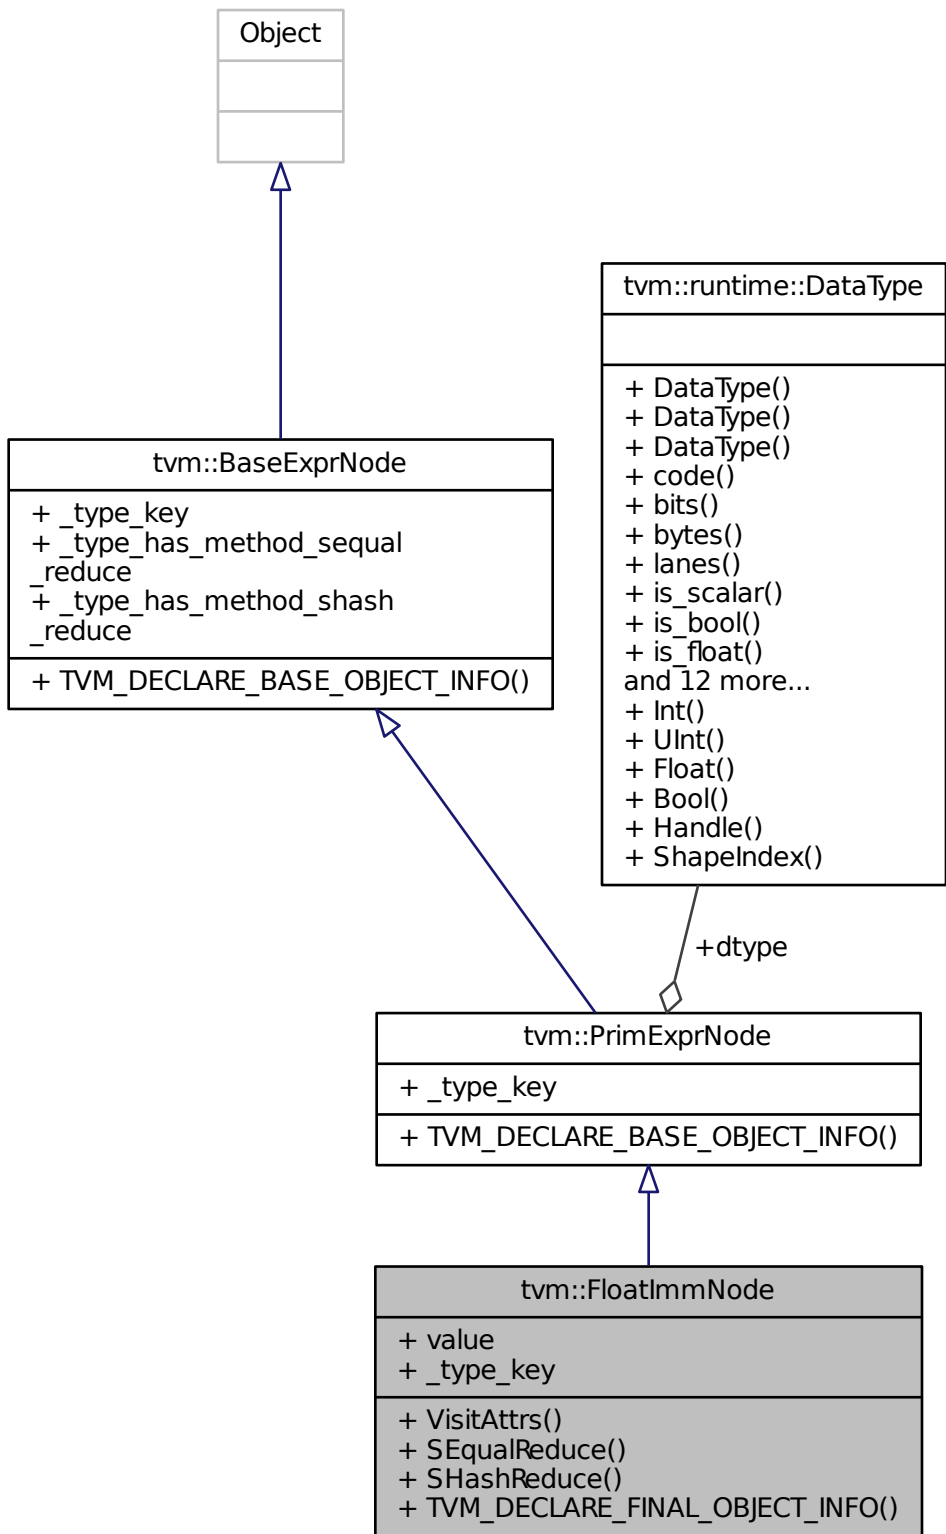 Object
tvm::runtime::DataType
+ DataType()
+ DataType()
+ DataType()
+ code()
+ bits()
+ bytes()
+ lanes()
+ is_scalar()
+ is_bool()
+ is_float()
and 12 more...
+ Int()
+ UInt()
+ Float()
+ Bool()
+ Handle()
+ ShapeIndex()
tvm::BaseExprNode
+ _type_key
+ _type_has_method_sequal
_reduce
+ _type_has_method_shash
_reduce
+ TVM_DECLARE_BASE_OBJECT_INFO()
+dtype
tvm::PrimExprNode
+ _type_key
+ TVM_DECLARE_BASE_OBJECT_INFO()
tvm::FloatImmNode
+ value
+ _type_key
+ VisitAttrs()
+ SEqualReduce()
+ SHashReduce()
+ TVM_DECLARE_FINAL_OBJECT_INFO()